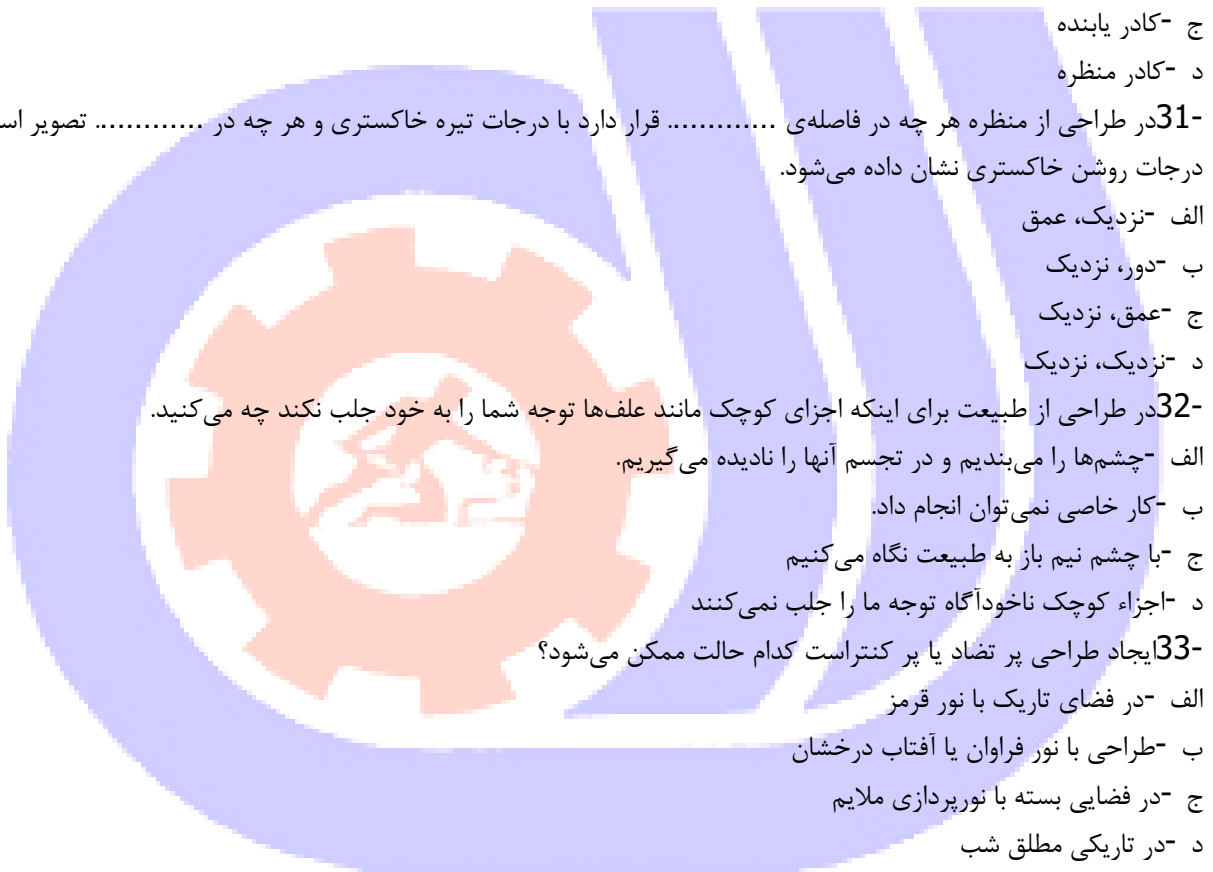 ج -کادر یابنده
د -کادر منظره
-31در طراحی از منظره هر چه در فاصله‌ی ............. قرار دارد با درجات تیره خاکستری و هر چه در ............. تصویر اس
درجات روشن خاکستری نشان داده می‌شود.
الف -نزدیک، عمق
ب -دور، نزدیک
ج -عمق، نزدیک
د -نزدیک، نزدیک
-32در طراحی از طبیعت برای اینکه اجزای کوچک مانند علف‌ها توجه شما را به خود جلب نکند چه می‌کنید.
الف -چشم‌ها را می‌بندیم و در تجسم آنها را نادیده می‌گیریم.
ب -کار خاصی نمی‌توان انجام داد.
ج -با چشم نیم باز به طبیعت نگاه می‌کنیم
د -اجزاء کوچک ناخودآگاه توجه ما را جلب نمی‌کنند
-33ایجاد طراحی پر تضاد یا پر کنتراست کدام حالت ممکن می‌شود؟
الف -در فضای تاریک با نور قرمز
ب -طراحی با نور فراوان یا آفتاب درخشان
ج -در فضایی بسته با نورپردازی ملایم
د -در تاریکی مطلق شب